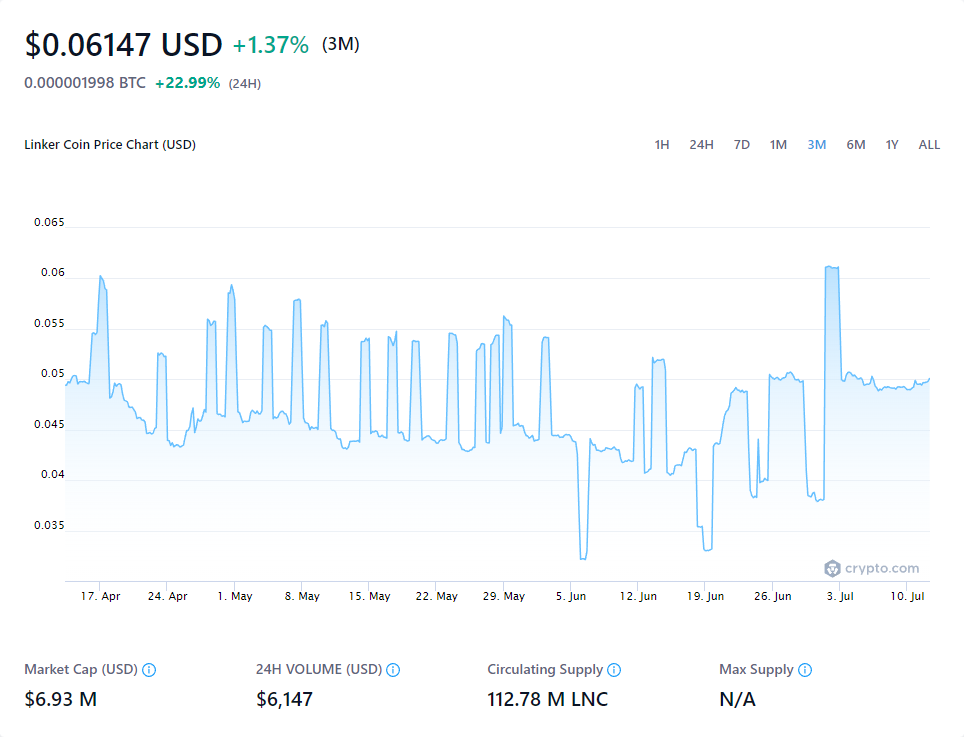 $0.06147 USD +1.37% (3M)
0.000001998 BTC +22.99% (24H)
Linker Coin Price Chart (USD) 1H 24H 7D 1M 3M 6M 1Y ALL
0.065
0.06
0.055
0.05
0.045
0.04
0.035
crypto.com
17. Apr 24. Apr 1. May 8. May 15. May 22. May 29. May 5. Jun 12. Jun 19. Jun 26. Jun 3. Jul 10. Jul
Market Cap (USD) 24H VOLUME (USD) Circulating Supply Max Supply
$6.93 M $6,147 112.78 M LNC N/A